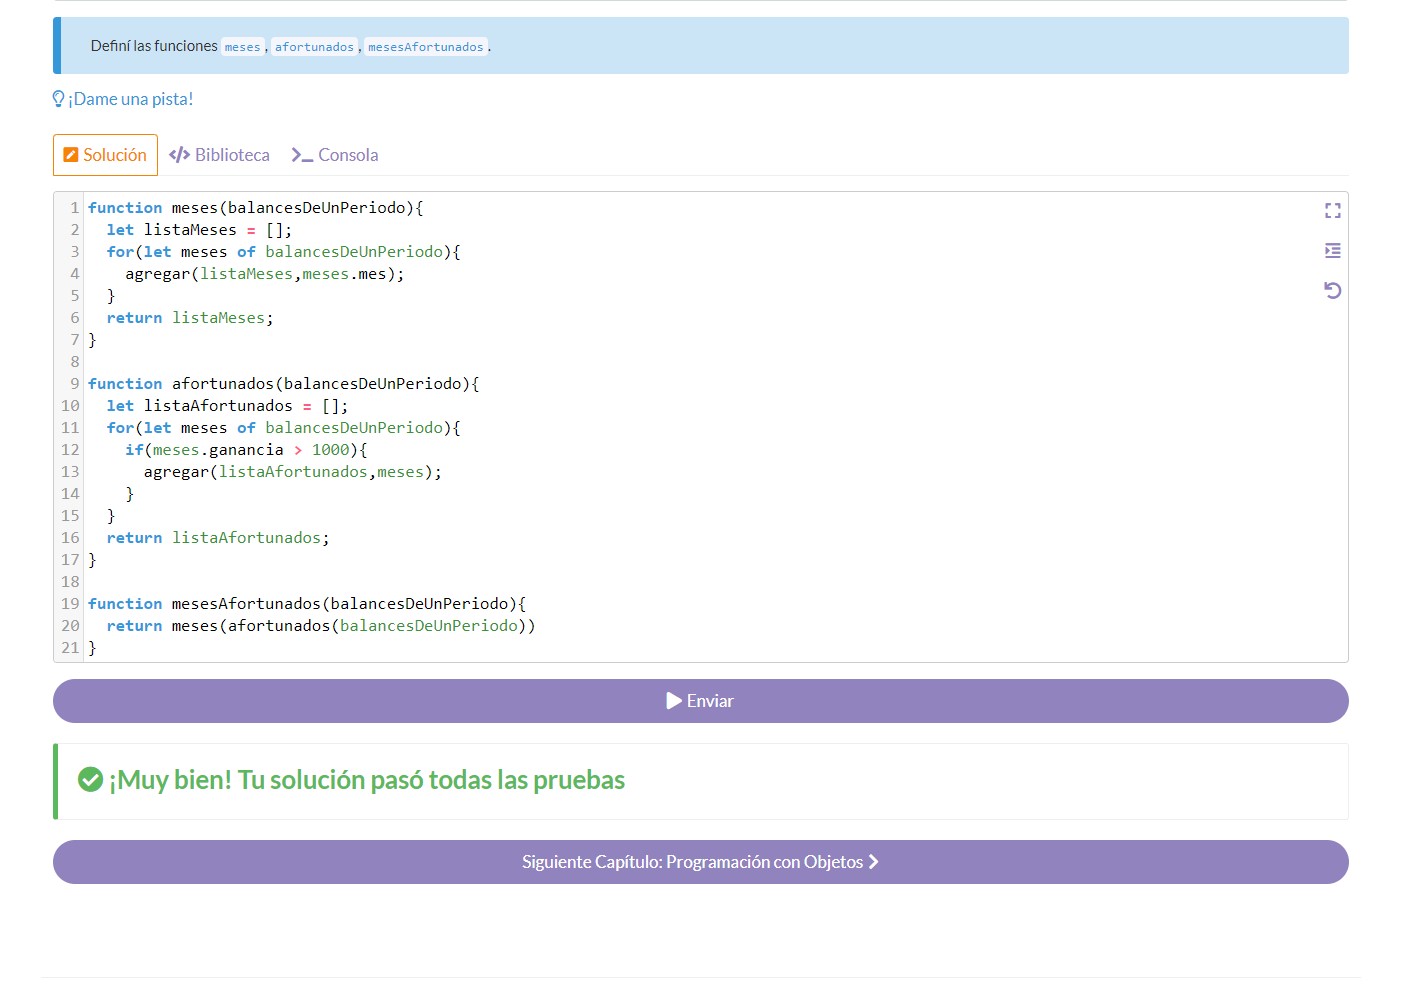 Definí las funciones meses, afortunados, mesesAfortunados.
¡Dame una pista!
Solución Biblioteca Consola
1 function meses(balancesDeUnPeriodo){
2   let listaMeses = [];
3   for(let meses of balancesDeUnPeriodo){
4     agregar(listaMeses,meses.mes);
5   }
6   return listaMeses;
7 }
8
9 function afortunados(balancesDeUnPeriodo){
10   let listaAfortunados = [];
11   for(let meses of balancesDeUnPeriodo){
12     if(meses.ganancia > 1000){
13       agregar(listaAfortunados,meses);
14     }
15   }
16   return listaAfortunados;
17 }
18
19 function mesesAfortunados(balancesDeUnPeriodo){
20   return meses(afortunados(balancesDeUnPeriodo))
21 }
Enviar
¡Muy bien! Tu solución pasó todas las pruebas
Siguiente Capítulo: Programación con Objetos